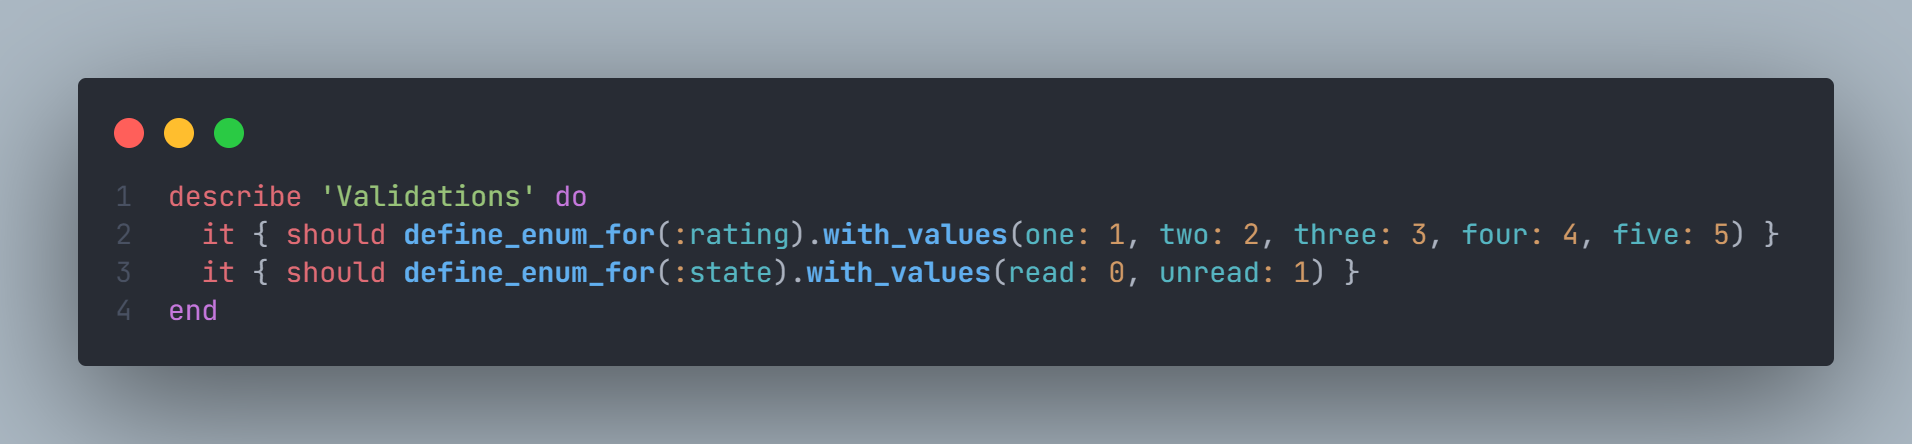 1 describe 'Validations' do
2   it { should define_enum_for(:rating).with_values(one: 1, two: 2, three: 3, four: 4, five: 5) }
3   it { should define_enum_for(:state).with_values(read: 0, unread: 1) }
4 end